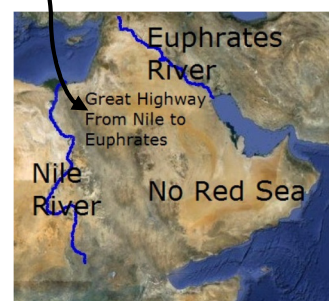 Euphrates
River
Great Highway
From Nile to
Euphrates
Nile
River
No Red Sea